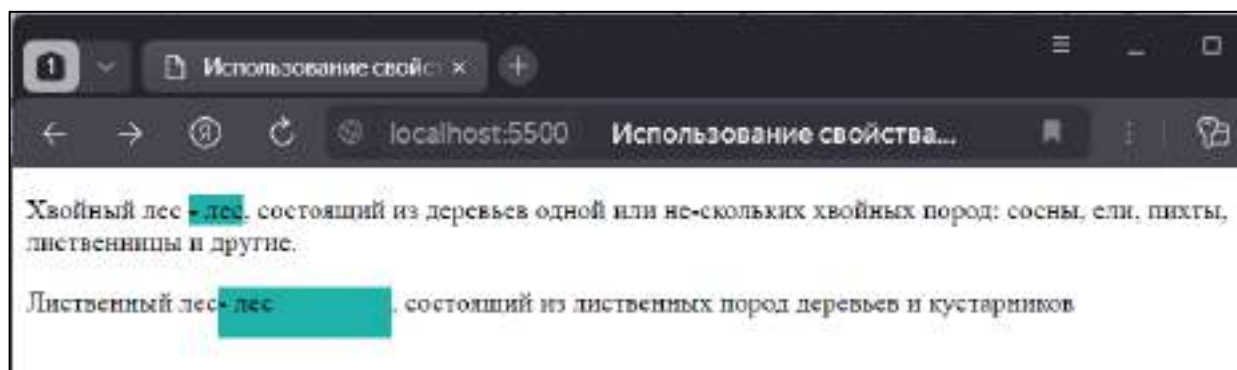 1 Использование свойс ×
Я localhost:5500 Использование свойства...
Хвойный лес - лес, состоящий из деревьев одной или не-скольких хвойных пород: сосны, ели, пихты,
лиственницы и другие.
Лиственный лес- лес , состоящий из лиственных пород деревьев и кустарников